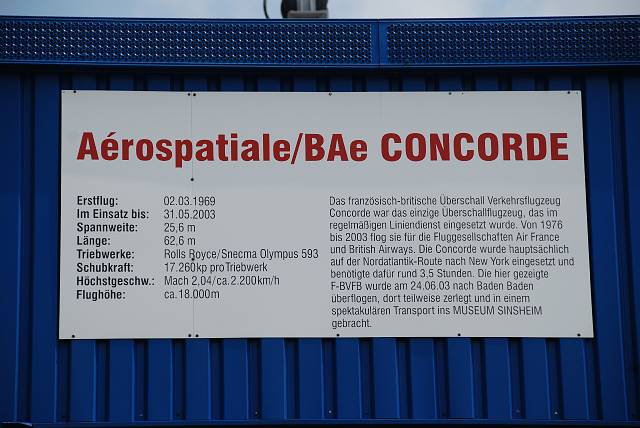 Aérospatiale/BAe CONCORDE
Erstflug: 02.03.1969
Im Einsatz bis: 31.05.2003
Spannweite: 25,6 m
Länge: 62,6 m
Triebwerke: Rolls Royce/Snecma Olympus 593
Schubkraft: 17.260kp pro Triebwerk
Höchstgeschw.: Mach 2,04/ca.2.200km/h
Flughöhe: ca.18.000m
Das französisch-britische Überschall Verkehrsflugzeug
Concorde war das einzige Überschallflugzeug, das im
regelmäßigen Liniendienst eingesetzt wurde. Von 1976
bis 2003 flog sie für die Fluggesellschaften Air France
und British Airways. Die Concorde wurde hauptsächlich
auf der Nordatlantik-Route nach New York eingesetzt und
benötigte dafür rund 3,5 Stunden. Die hier gezeigte
F-BVFB wurde am 24.06.03 nach Baden Baden
überflogen, dort teilweise zerlegt und in einem
spektakulären Transport ins MUSEUM SINSHEIM
gebracht.